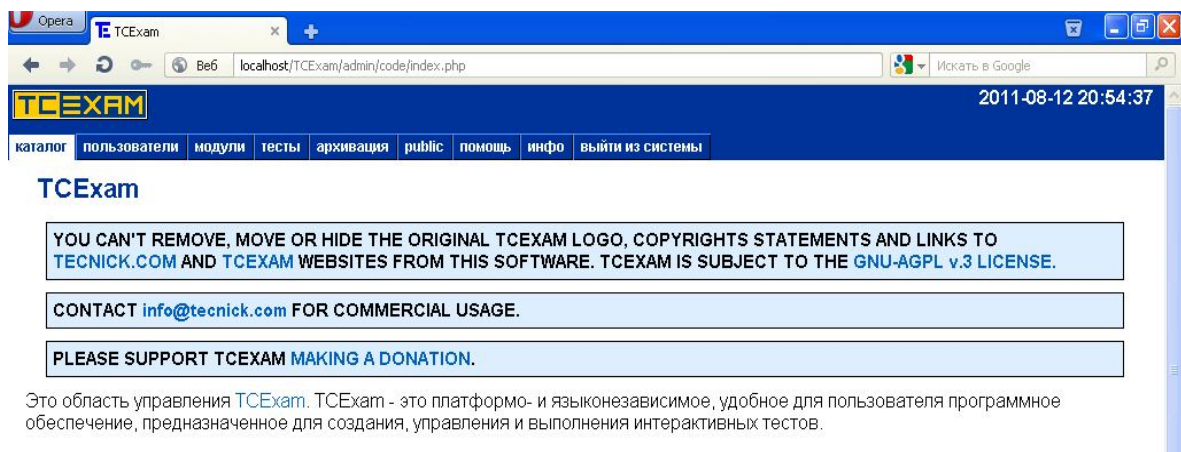 Opera
TCExam
Веб localhost/TCExam/admin/code/index.php Искать в Google
TCEXAM 2011-08-12 20:54:37
каталог пользователи модули тесты архивация public помощь инфо выйти из системы
TCExam
YOU CAN'T REMOVE, MOVE OR HIDE THE ORIGINAL TCEXAM LOGO, COPYRIGHTS STATEMENTS AND LINKS TO
TECNICK.COM AND TCEXAM WEBSITES FROM THIS SOFTWARE. TCEXAM IS SUBJECT TO THE GNU-AGPL v.3 LICENSE.
CONTACT info@tecnick.com FOR COMMERCIAL USAGE.
PLEASE SUPPORT TCEXAM MAKING A DONATION.
Это область управления TCExam. TCExam - это платформо- и языконезависимое, удобное для пользователя программное
обеспечение, предназначенное для создания, управления и выполнения интерактивных тестов.